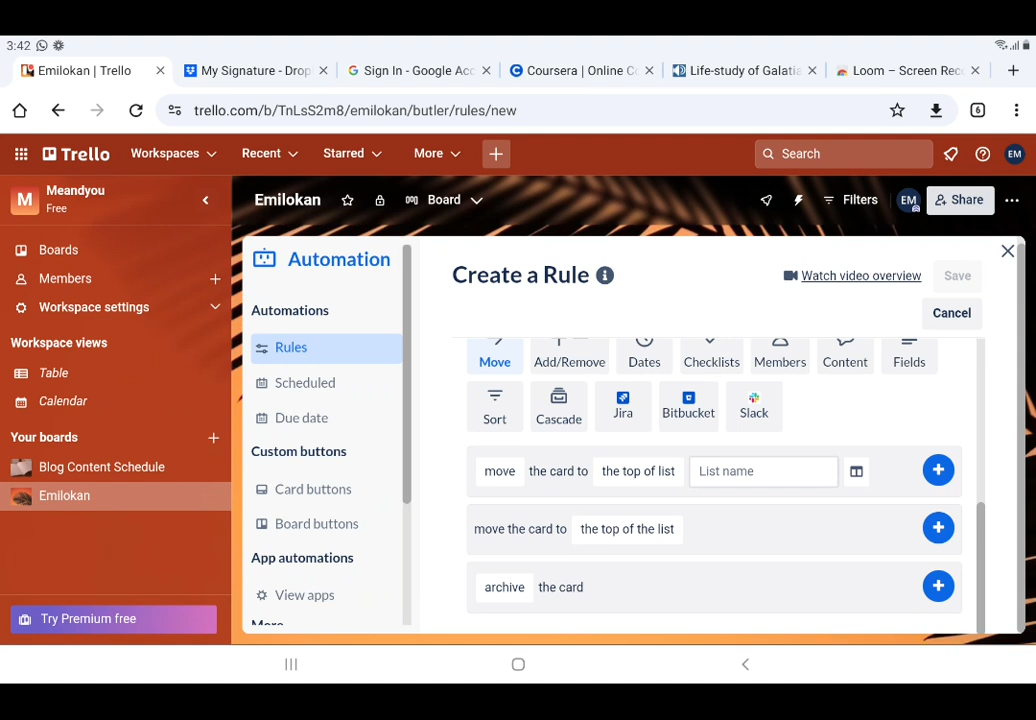 3:42
Emilokan | Trello
My Signature - Drop
Sign In - Google Acc
Coursera | Online Co
Life-study of Galatia
Loom – Screen Rec
trello.com/b/TnLsS2m8/emilokan/butler/rules/new
6
Trello
Workspaces
Recent
Starred
More
Search
EM
M
Meandyou
Free
Emilokan
Board
Filters
EM
Share
Boards
Members
Workspace settings
Workspace views
Table
Calendar
Your boards
Blog Content Schedule
Emilokan
Try Premium free
Automation
Automations
Rules
Scheduled
Due date
Custom buttons
Card buttons
Board buttons
App automations
View apps
More
Create a Rule
Watch video overview
Save
Cancel
Move
Add/Remove
Dates
Checklists
Members
Content
Fields
Sort
Cascade
Jira
Bitbucket
Slack
move the card to the top of list List name
move the card to the top of the list
archive the card